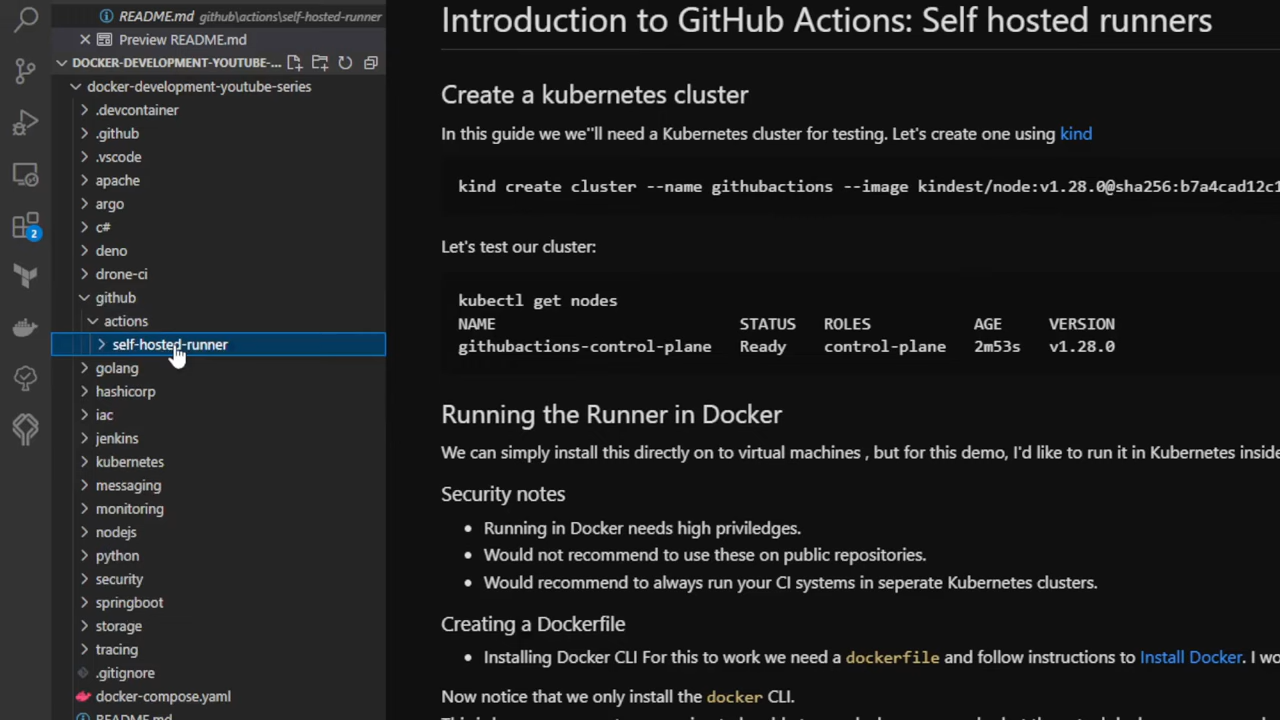 README.md github\actions\self-hosted-runner
Preview README.md
DOCKER-DEVELOPMENT-YOUTUBE-...
docker-development-youtube-series
.devcontainer
.github
.vscode
apache
argo
c#
deno
drone-ci
github
actions
self-hosted-runner
golang
hashicorp
iac
jenkins
kubernetes
messaging
monitoring
nodejs
python
security
springboot
storage
tracing
.gitignore
docker-compose.yaml
README.md
2
Introduction to GitHub Actions: Self hosted runners
Create a kubernetes cluster
In this guide we we''ll need a Kubernetes cluster for testing. Let's create one using kind
kind create cluster --name githubactions --image kindest/node:v1.28.0@sha256:b7a4cad12c1
Let's test our cluster:
kubectl get nodes
NAME STATUS ROLES AGE VERSION
githubactions-control-plane Ready control-plane 2m53s v1.28.0
Running the Runner in Docker
We can simply install this directly on to virtual machines , but for this demo, I'd like to run it in Kubernetes inside
Security notes
• Running in Docker needs high priviledges.
• Would not recommend to use these on public repositories.
• Would recommend to always run your CI systems in seperate Kubernetes clusters.
Creating a Dockerfile
• Installing Docker CLI For this to work we need a dockerfile and follow instructions to Install Docker. I wo
Now notice that we only install the docker CLI.